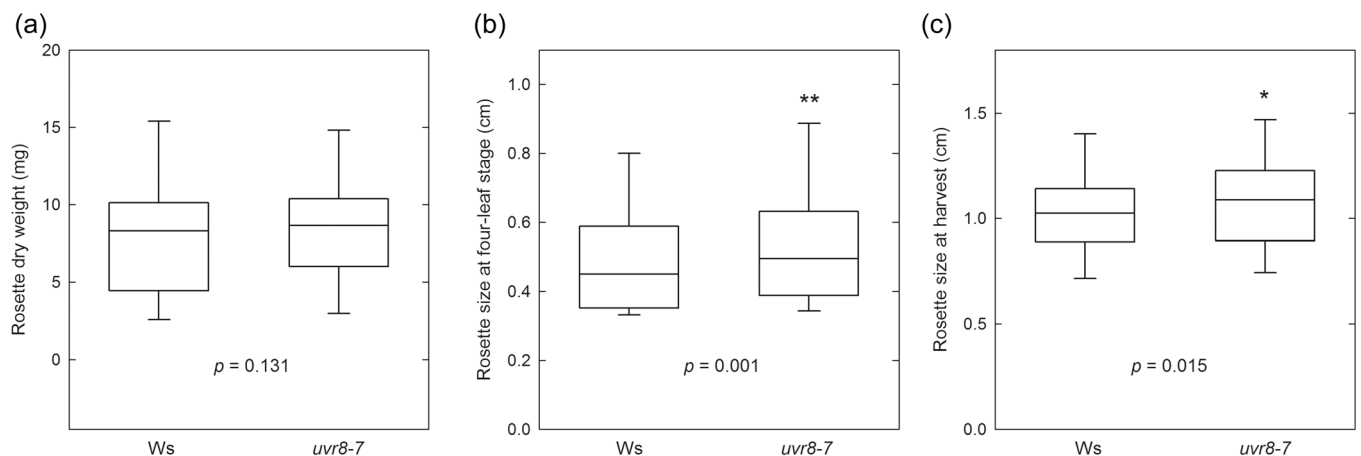 (a)
Rosette dry weight (mg)
20
15
10
5
0
p = 0.131
Ws
uvr8-7
(b)
Rosette size at four-leaf stage (cm)
1.0
0.8
0.6
0.4
0.2
0.0
**
p = 0.001
Ws
uvr8-7
(c)
Rosette size at harvest (cm)
1.5
1.0
0.5
0.0
*
p = 0.015
Ws
uvr8-7